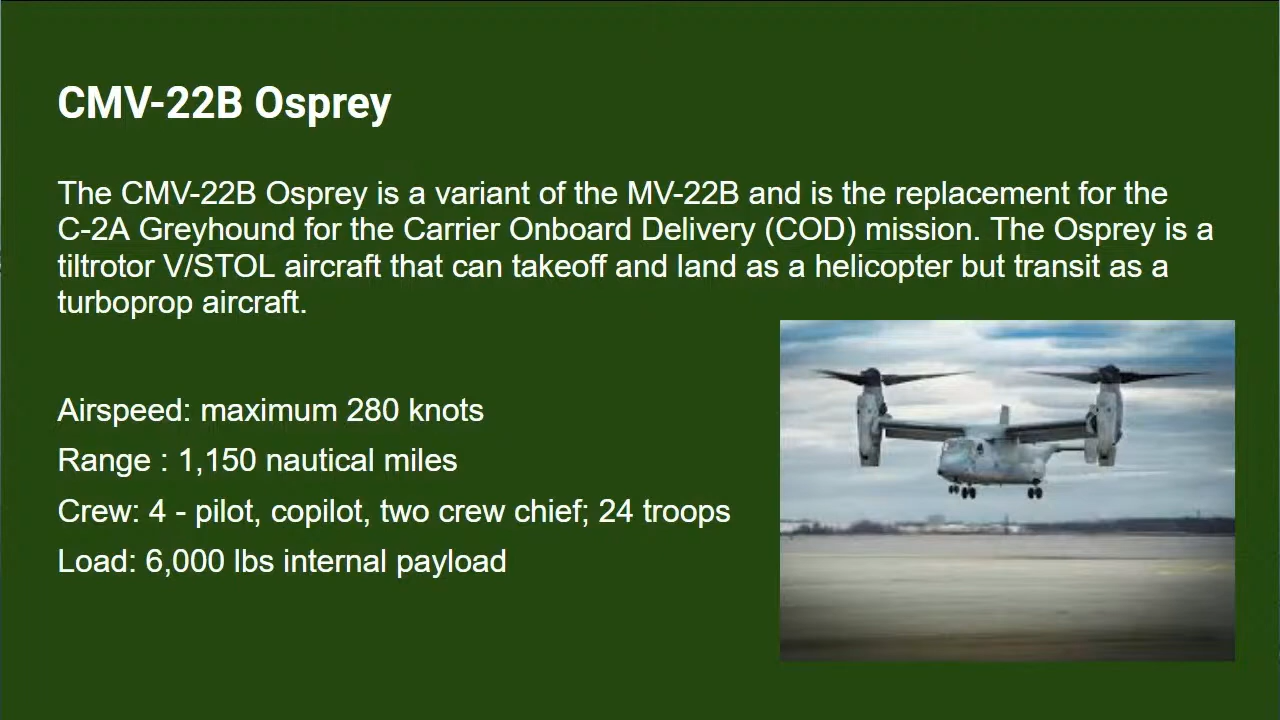 CMV-22B Osprey
The CMV-22B Osprey is a variant of the MV-22B and is the replacement for the
C-2A Greyhound for the Carrier Onboard Delivery (COD) mission. The Osprey is a
tiltrotor V/STOL aircraft that can takeoff and land as a helicopter but transit as a
turboprop aircraft.
Airspeed: maximum 280 knots
Range : 1,150 nautical miles
Crew: 4 - pilot, copilot, two crew chief; 24 troops
Load: 6,000 lbs internal payload